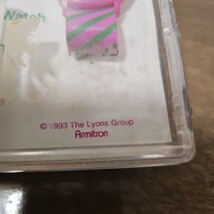 Watch
© 1993 The Lyons Group
Armitron